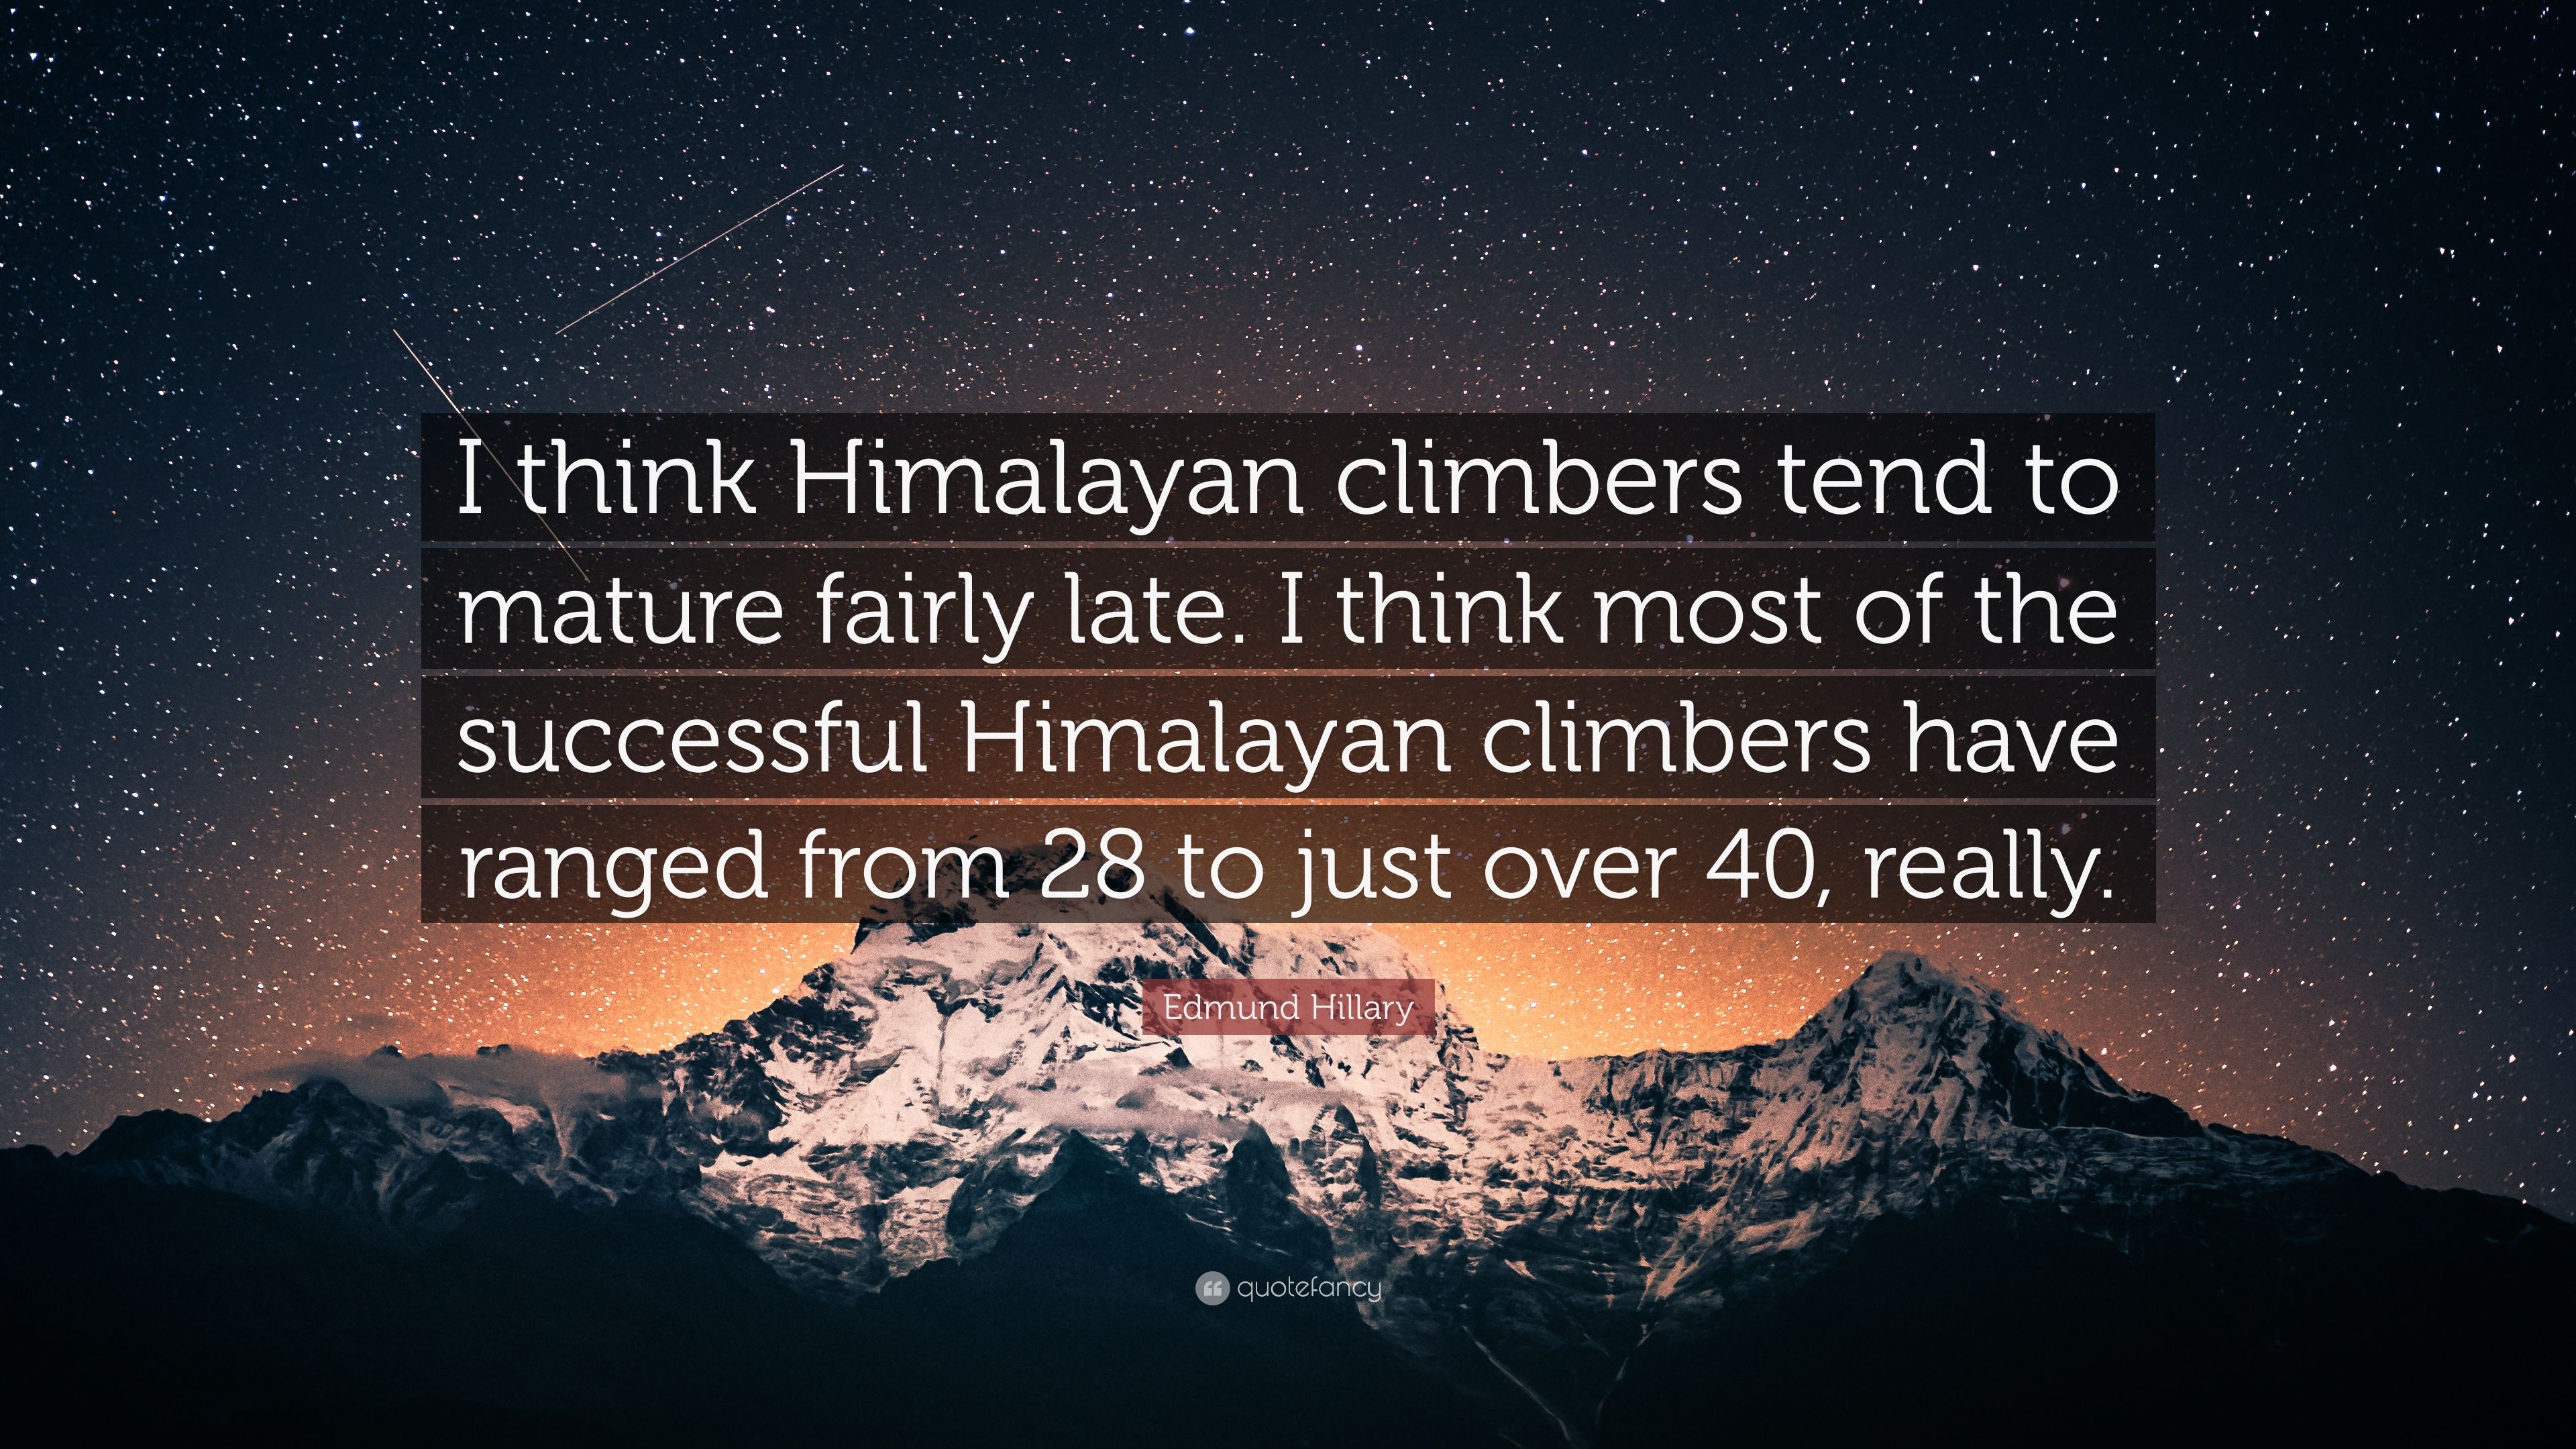 I think Himalayan climbers tend to
mature fairly late. I think most of the
successful Himalayan climbers have
ranged from 28 to just over 40, really.
Edmund Hillary
quotefancy